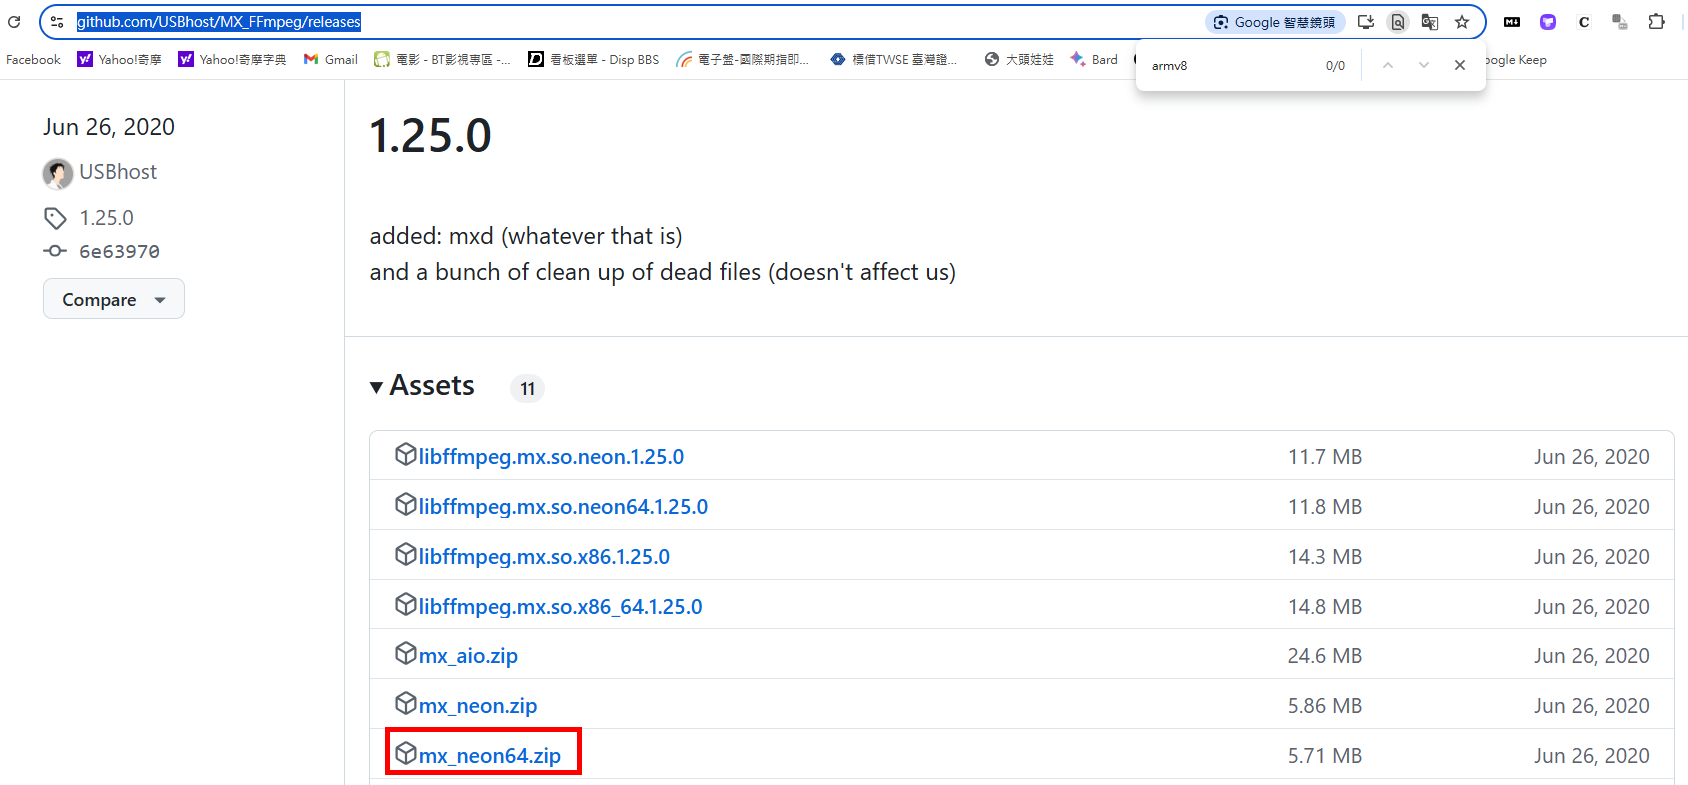 github.com/USBhost/MX_FFmpeg/releases
Google 智慧鏡頭
Facebook Yahoo!奇摩 Yahoo!奇摩字典 Gmail 電影 - BT影視専區 -... 看板選單 - Disp BBS 電子盤-國際期指即... 標借TWSE 臺灣證... 大頭娃娃 Bard oogle Keep
armv8 0/0
Jun 26, 2020
USBhost
1.25.0
6e63970
Compare
1.25.0
added: mxd (whatever that is)
and a bunch of clean up of dead files (doesn't affect us)
Assets 11
libffmpeg.mx.so.neon.1.25.0 11.7 MB Jun 26, 2020
libffmpeg.mx.so.neon64.1.25.0 11.8 MB Jun 26, 2020
libffmpeg.mx.so.x86.1.25.0 14.3 MB Jun 26, 2020
libffmpeg.mx.so.x86_64.1.25.0 14.8 MB Jun 26, 2020
mx_aio.zip 24.6 MB Jun 26, 2020
mx_neon.zip 5.86 MB Jun 26, 2020
mx_neon64.zip 5.71 MB Jun 26, 2020